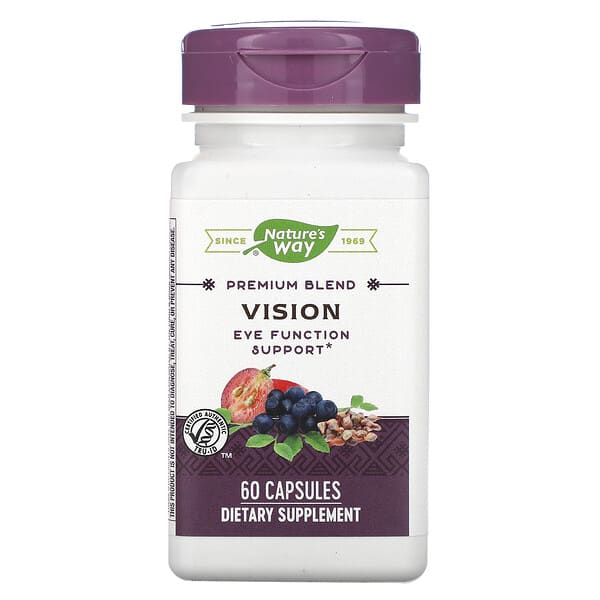 SINCE
Nature's
Way
®
1969
PREMIUM BLEND
VISION
EYE FUNCTION
SUPPORT*
CERTIFIED AUTHENTIC
TRU-ID
™
60 CAPSULES
DIETARY SUPPLEMENT
THIS PRODUCT IS NOT INTENDED TO DIAGNOSE, TREAT, CURE, OR PREVENT ANY DISEASE.